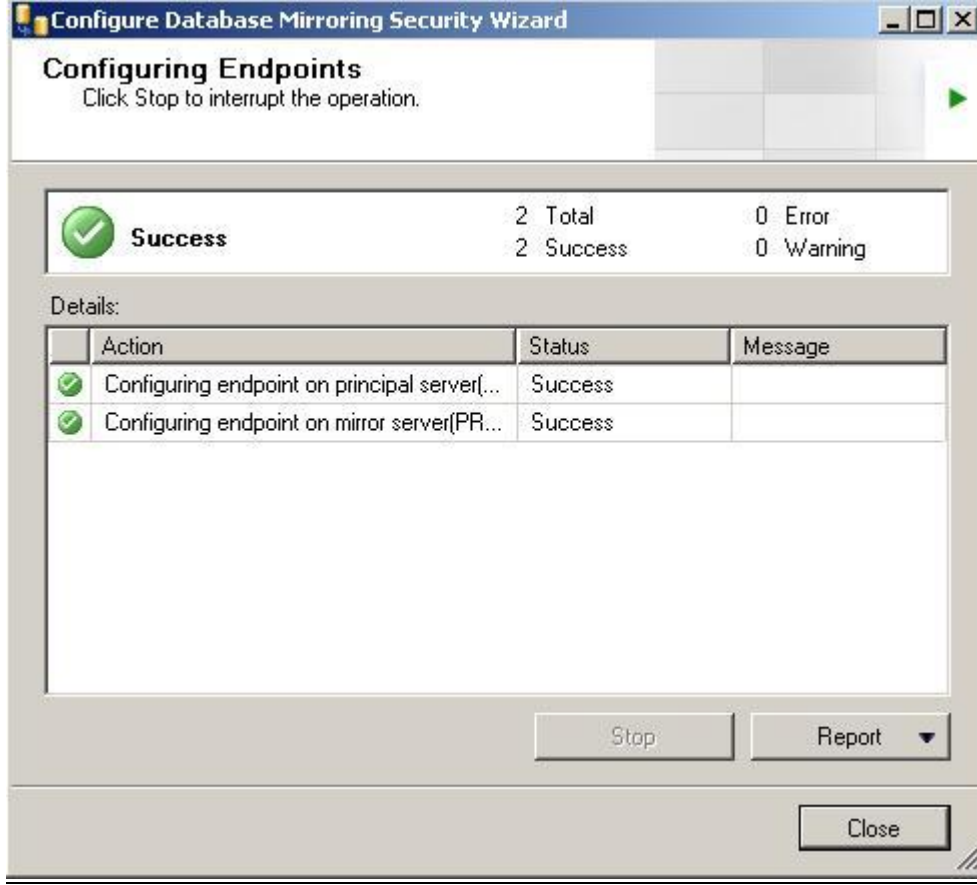 Configure Database Mirroring Security Wizard
Configuring Endpoints
Click Stop to interrupt the operation.
Success
2 Total
0 Error
2 Success
0 Warning
Details:
Action Status Message
Configuring endpoint on principal server(... Success
Configuring endpoint on mirror server(PR... Success
Stop Report
Close